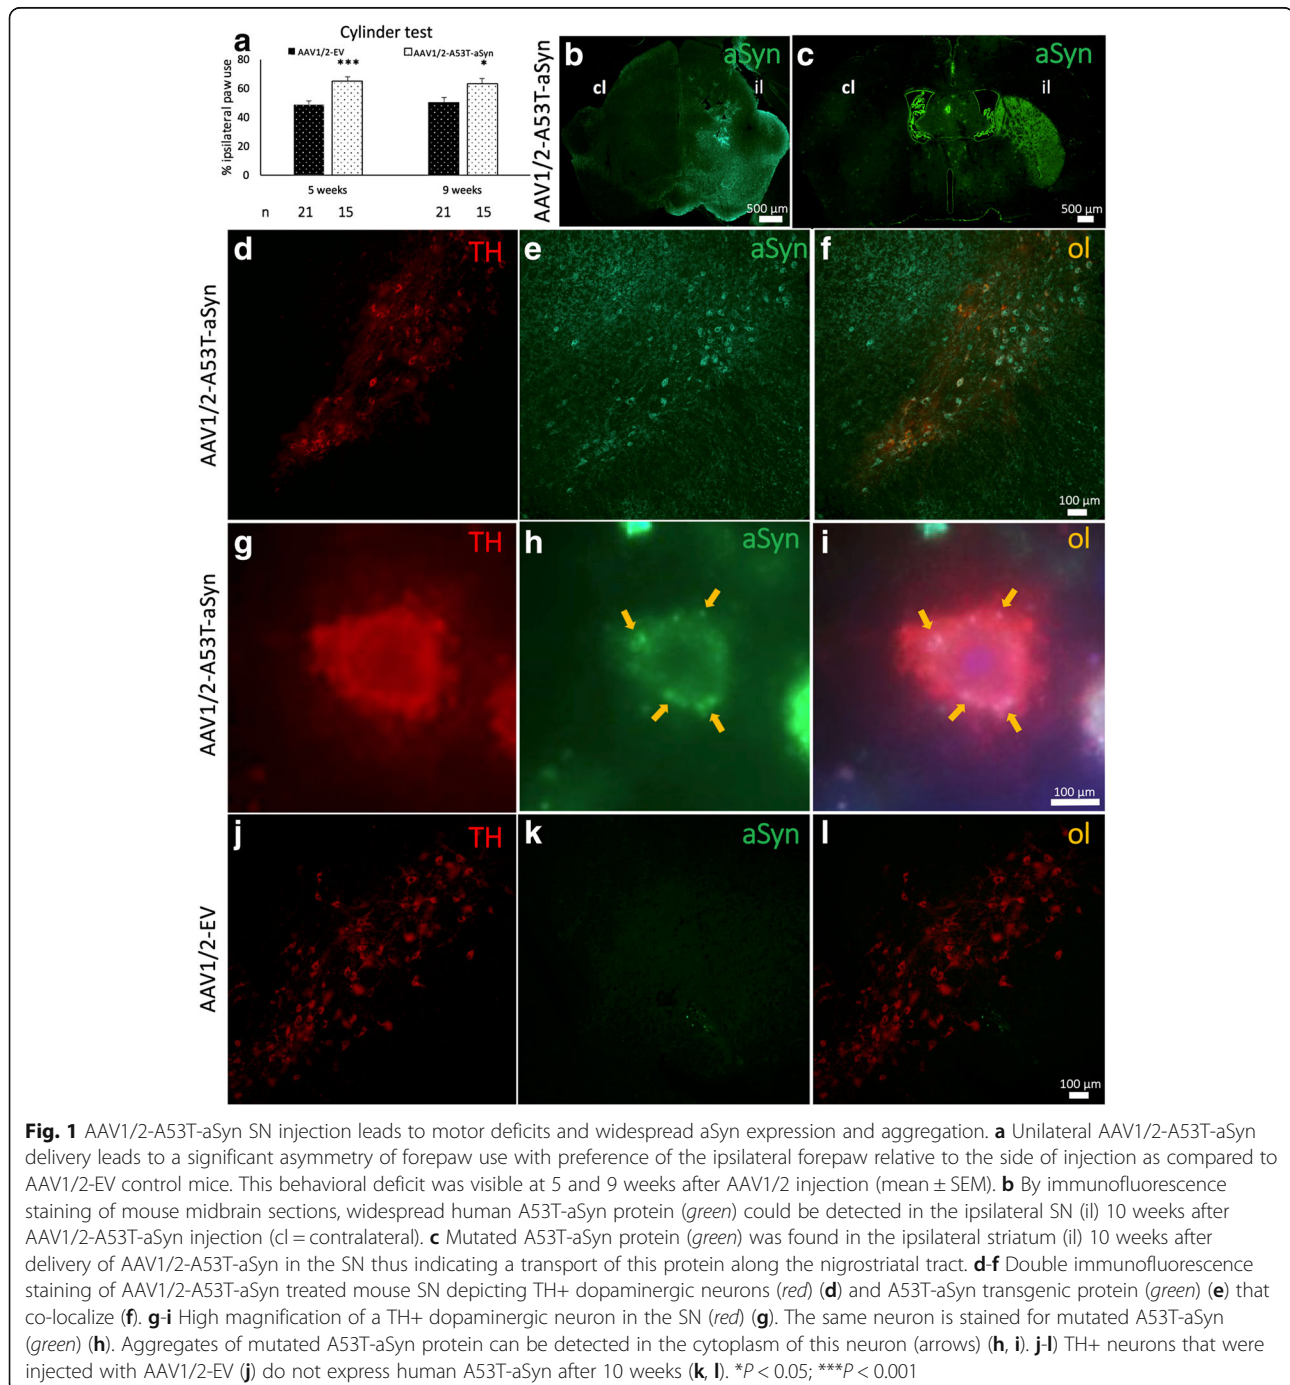 a
Cylinder test
AAV1/2-EV
AAV1/2-A53T-aSyn
***
*
% ipsilateral paw use
80
60
40
20
0
5 weeks
9 weeks
n 21 15 21 15
AAV1/2-A53T-aSyn
b aSyn
cl il
500 µm
c aSyn
cl il
500 µm
AAV1/2-A53T-aSyn
d TH
e aSyn
f ol
100 µm
AAV1/2-A53T-aSyn
g TH
h aSyn
i ol
100 µm
AAV1/2-EV
j TH
k aSyn
l ol
100 µm
Fig. 1 AAV1/2-A53T-aSyn SN injection leads to motor deficits and widespread aSyn expression and aggregation. a Unilateral AAV1/2-A53T-aSyn
delivery leads to a significant asymmetry of forepaw use with preference of the ipsilateral forepaw relative to the side of injection as compared to
AAV1/2-EV control mice. This behavioral deficit was visible at 5 and 9 weeks after AAV1/2 injection (mean ± SEM). b By immunofluorescence
staining of mouse midbrain sections, widespread human A53T-aSyn protein (green) could be detected in the ipsilateral SN (il) 10 weeks after
AAV1/2-A53T-aSyn injection (cl = contralateral). c Mutated A53T-aSyn protein (green) was found in the ipsilateral striatum (il) 10 weeks after
delivery of AAV1/2-A53T-aSyn in the SN thus indicating a transport of this protein along the nigrostriatal tract. d-f Double immunofluorescence
staining of AAV1/2-A53T-aSyn treated mouse SN depicting TH+ dopaminergic neurons (red) (d) and A53T-aSyn transgenic protein (green) (e) that
co-localize (f). g-i High magnification of a TH+ dopaminergic neuron in the SN (red) (g). The same neuron is stained for mutated A53T-aSyn
(green) (h). Aggregates of mutated A53T-aSyn protein can be detected in the cytoplasm of this neuron (arrows) (h, i). j-l) TH+ neurons that were
injected with AAV1/2-EV (j) do not express human A53T-aSyn after 10 weeks (k, l). *P < 0.05; ***P < 0.001